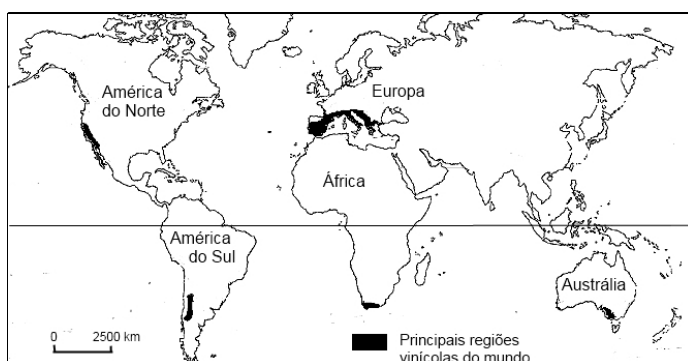 América
do Norte
Europa
África
América
do Sul
Austrália
0 2500 km
Principais regiões
vinícolas do mundo